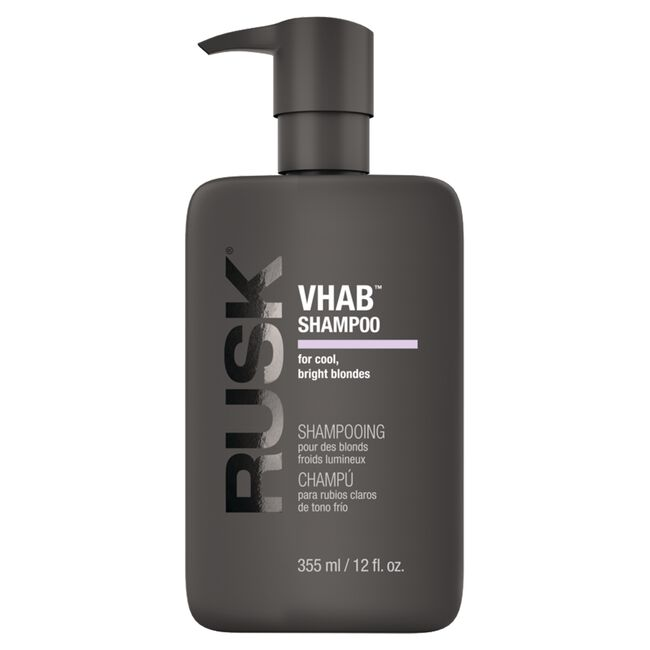 RUSK®
VHAB™
SHAMPOO
for cool,
bright blondes
SHAMPOOING
pour des blonds
froids lumineux
CHAMPÚ
para rubios claros
de tono frío
355 ml / 12 fl. oz.